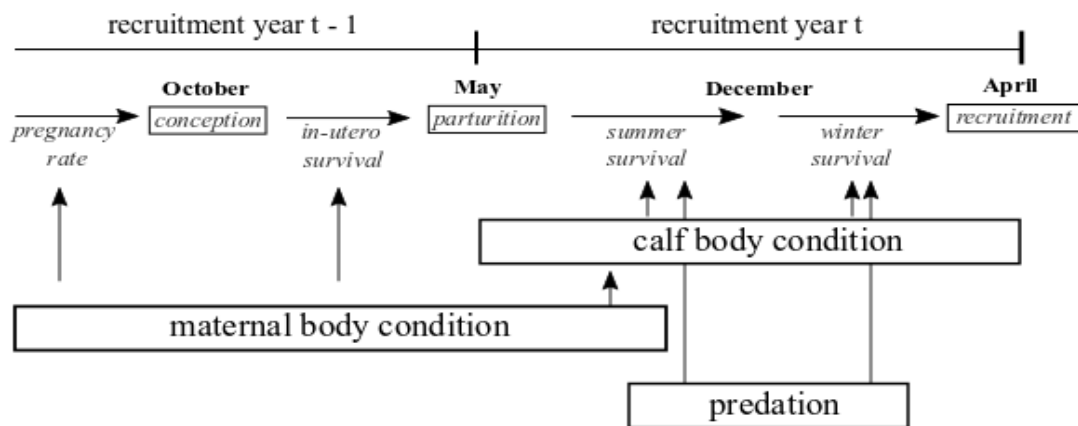 recruitment year t - 1 recruitment year t
October May December April
conception parturition recruitment
pregnancy in-utero summer winter
rate survival survival survival
calf body condition
maternal body condition
predation